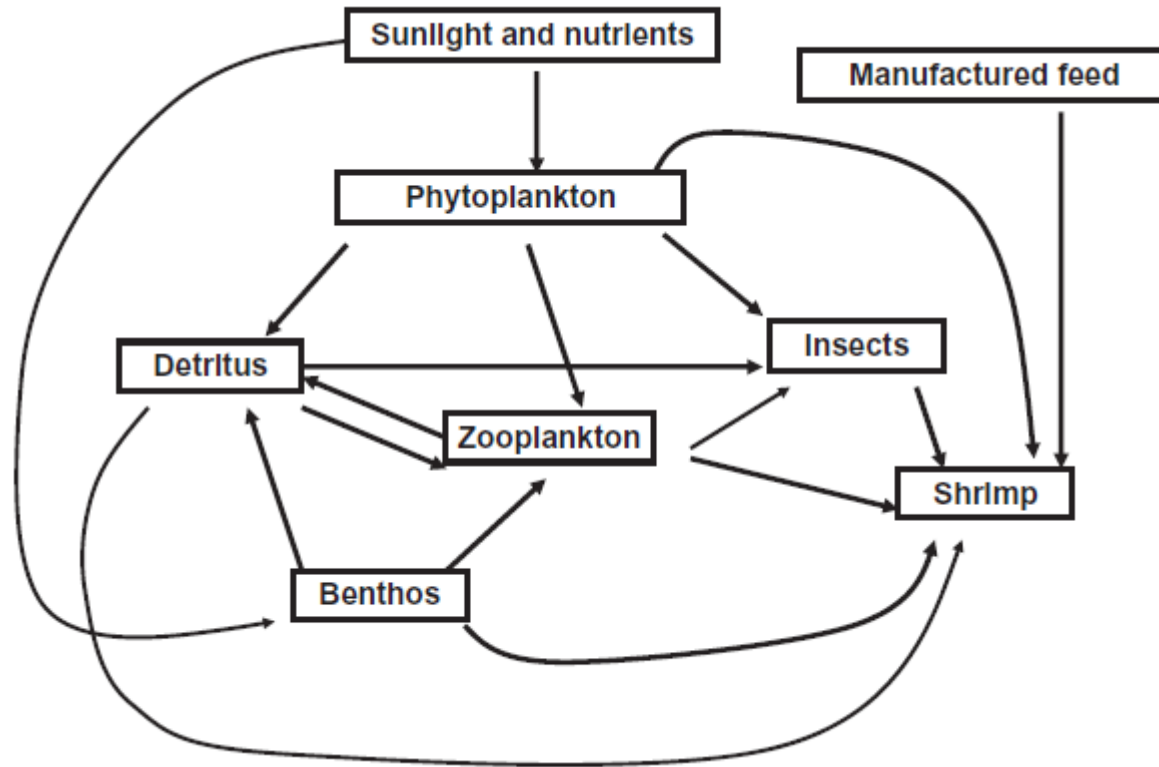 Sunlight and nutrients
Manufactured feed
Phytoplankton
Insects
Detritus
Zooplankton
Shrimp
Benthos